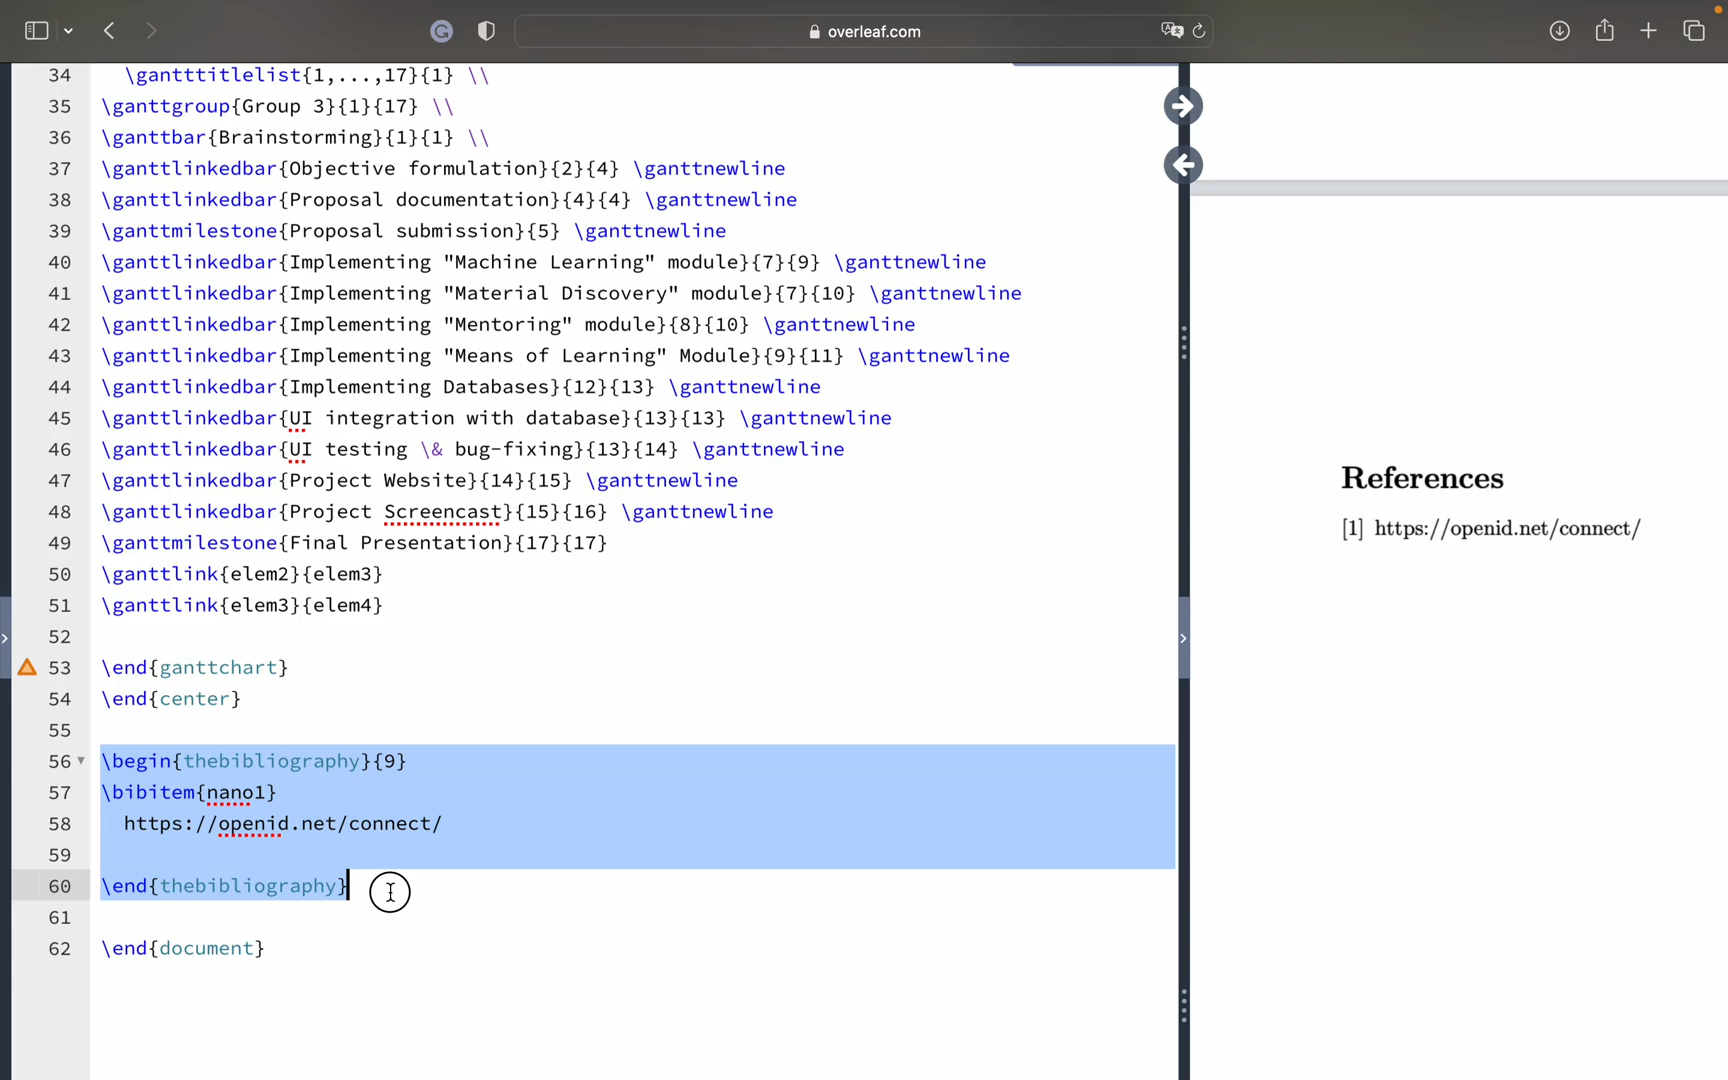 overleaf.com
34 \gantttitlelist{1,...,17}{1} \\
35 \ganttgroup{Group 3}{1}{17} \\
36 \ganttbar{Brainstorming}{1}{1} \\
37 \ganttlinkedbar{Objective formulation}{2}{4} \ganttnewline
38 \ganttlinkedbar{Proposal documentation}{4}{4} \ganttnewline
39 \ganttmilestone{Proposal submission}{5} \ganttnewline
40 \ganttlinkedbar{Implementing "Machine Learning" module}{7}{9} \ganttnewline
41 \ganttlinkedbar{Implementing "Material Discovery" module}{7}{10} \ganttnewline
42 \ganttlinkedbar{Implementing "Mentoring" module}{8}{10} \ganttnewline
43 \ganttlinkedbar{Implementing "Means of Learning" Module}{9}{11} \ganttnewline
44 \ganttlinkedbar{Implementing Databases}{12}{13} \ganttnewline
45 \ganttlinkedbar{UI integration with database}{13}{13} \ganttnewline
46 \ganttlinkedbar{UI testing \& bug-fixing}{13}{14} \ganttnewline
47 \ganttlinkedbar{Project Website}{14}{15} \ganttnewline
48 \ganttlinkedbar{Project Screencast}{15}{16} \ganttnewline
49 \ganttmilestone{Final Presentation}{17}{17}
50 \ganttlink{elem2}{elem3}
51 \ganttlink{elem3}{elem4}
52
53 \end{ganttchart}
54 \end{center}
55
56 \begin{thebibliography}{9}
57 \bibitem{nano1}
58 https://openid.net/connect/
59
60 \end{thebibliography}
61
62 \end{document}
References
[1] https://openid.net/connect/